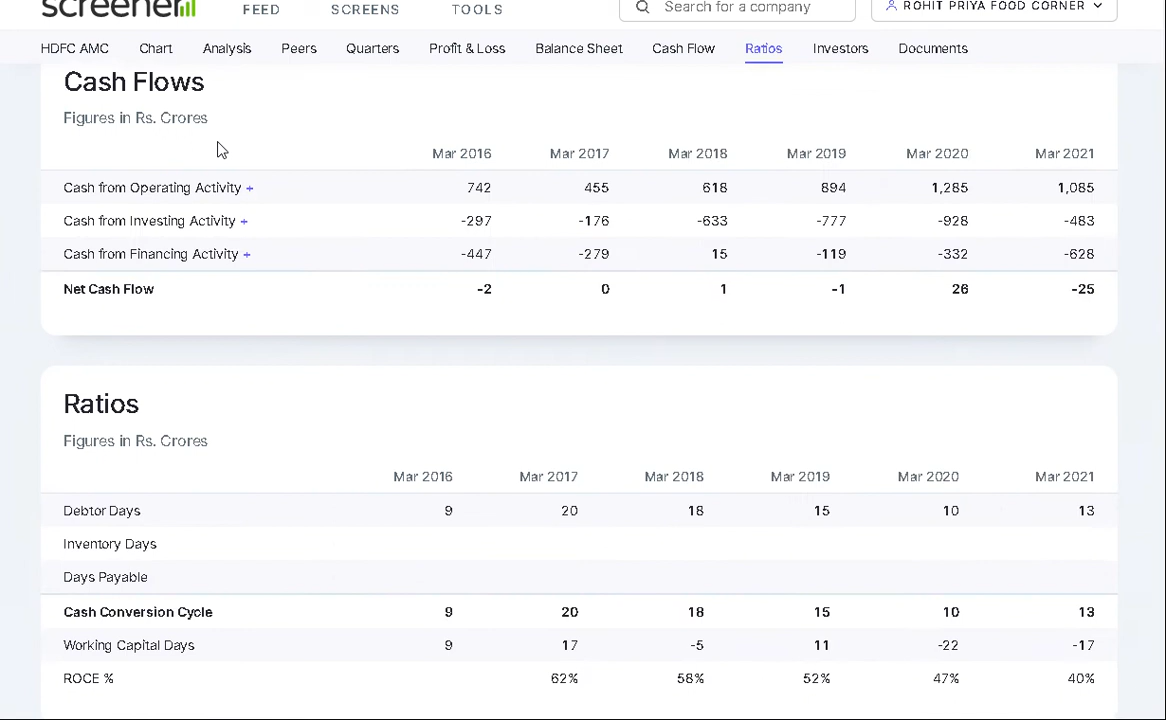 screener
FEED SCREENS TOOLS Search for a company ROHIT PRIYA FOOD CORNER
HDFC AMC Chart Analysis Peers Quarters Profit & Loss Balance Sheet Cash Flow Ratios Investors Documents
Cash Flows
Figures in Rs. Crores
Mar 2016 Mar 2017 Mar 2018 Mar 2019 Mar 2020 Mar 2021
Cash from Operating Activity + 742 455 618 894 1,285 1,085
Cash from Investing Activity + -297 -176 -633 -777 -928 -483
Cash from Financing Activity + -447 -279 15 -119 -332 -628
Net Cash Flow -2 0 1 -1 26 -25
Ratios
Figures in Rs. Crores
Mar 2016 Mar 2017 Mar 2018 Mar 2019 Mar 2020 Mar 2021
Debtor Days 9 20 18 15 10 13
Inventory Days
Days Payable
Cash Conversion Cycle 9 20 18 15 10 13
Working Capital Days 9 17 -5 11 -22 -17
ROCE % 62% 58% 52% 47% 40%